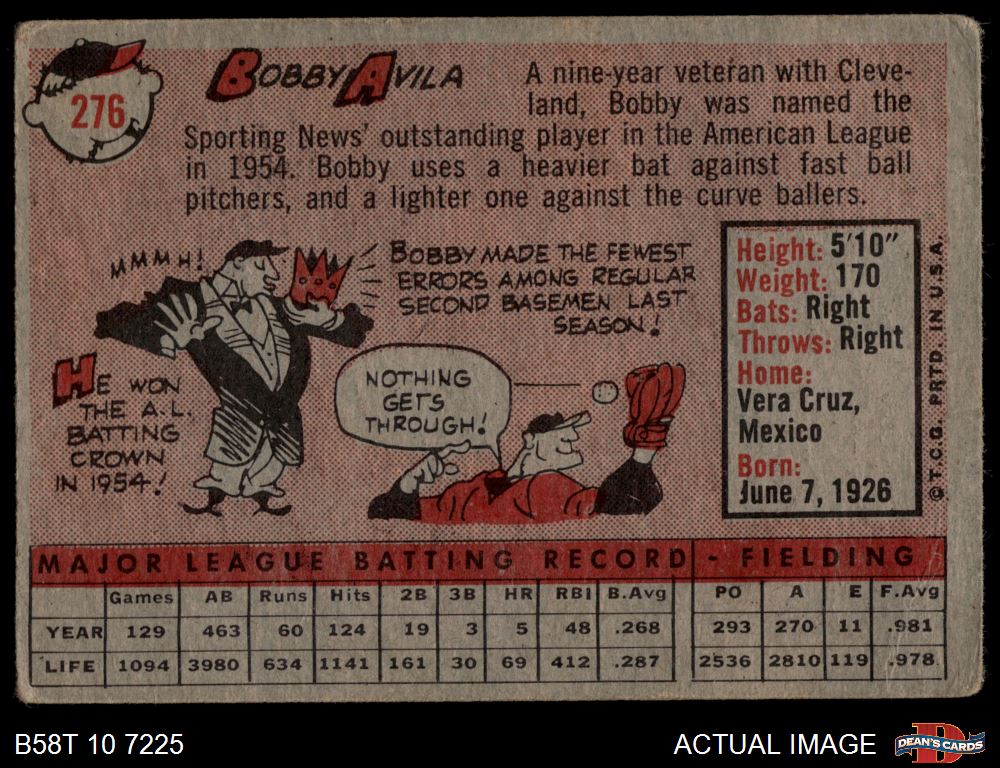 276
BOBBY AVILA
A nine-year veteran with Cleve-
land, Bobby was named the
Sporting News' outstanding player in the American League
in 1954. Bobby uses a heavier bat against fast ball
pitchers, and a lighter one against the curve ballers.
MMMH!
HE WON
THE A.L.
BATTING
CROWN
IN 1954!
BOBBY MADE THE FEWEST
ERRORS AMONG REGULAR
SECOND BASEMEN LAST
SEASON!
NOTHING
GETS
THROUGH!
Height: 5'10"
Weight: 170
Bats: Right
Throws: Right
Home:
Vera Cruz,
Mexico
Born:
June 7, 1926
©T.C.G. PRTD. IN U.S.A.
MAJOR LEAGUE BATTING RECORD - FIELDING
Games AB Runs Hits 2B 3B HR RBI B.Avg PO A E F.Avg
YEAR 129 463 60 124 19 3 5 48 .268 293 270 11 .981
LIFE 1094 3980 634 1141 161 30 69 412 .287 2536 2810 119 .978
B58T 10 7225
ACTUAL IMAGE
D
DEAN'S CARDS